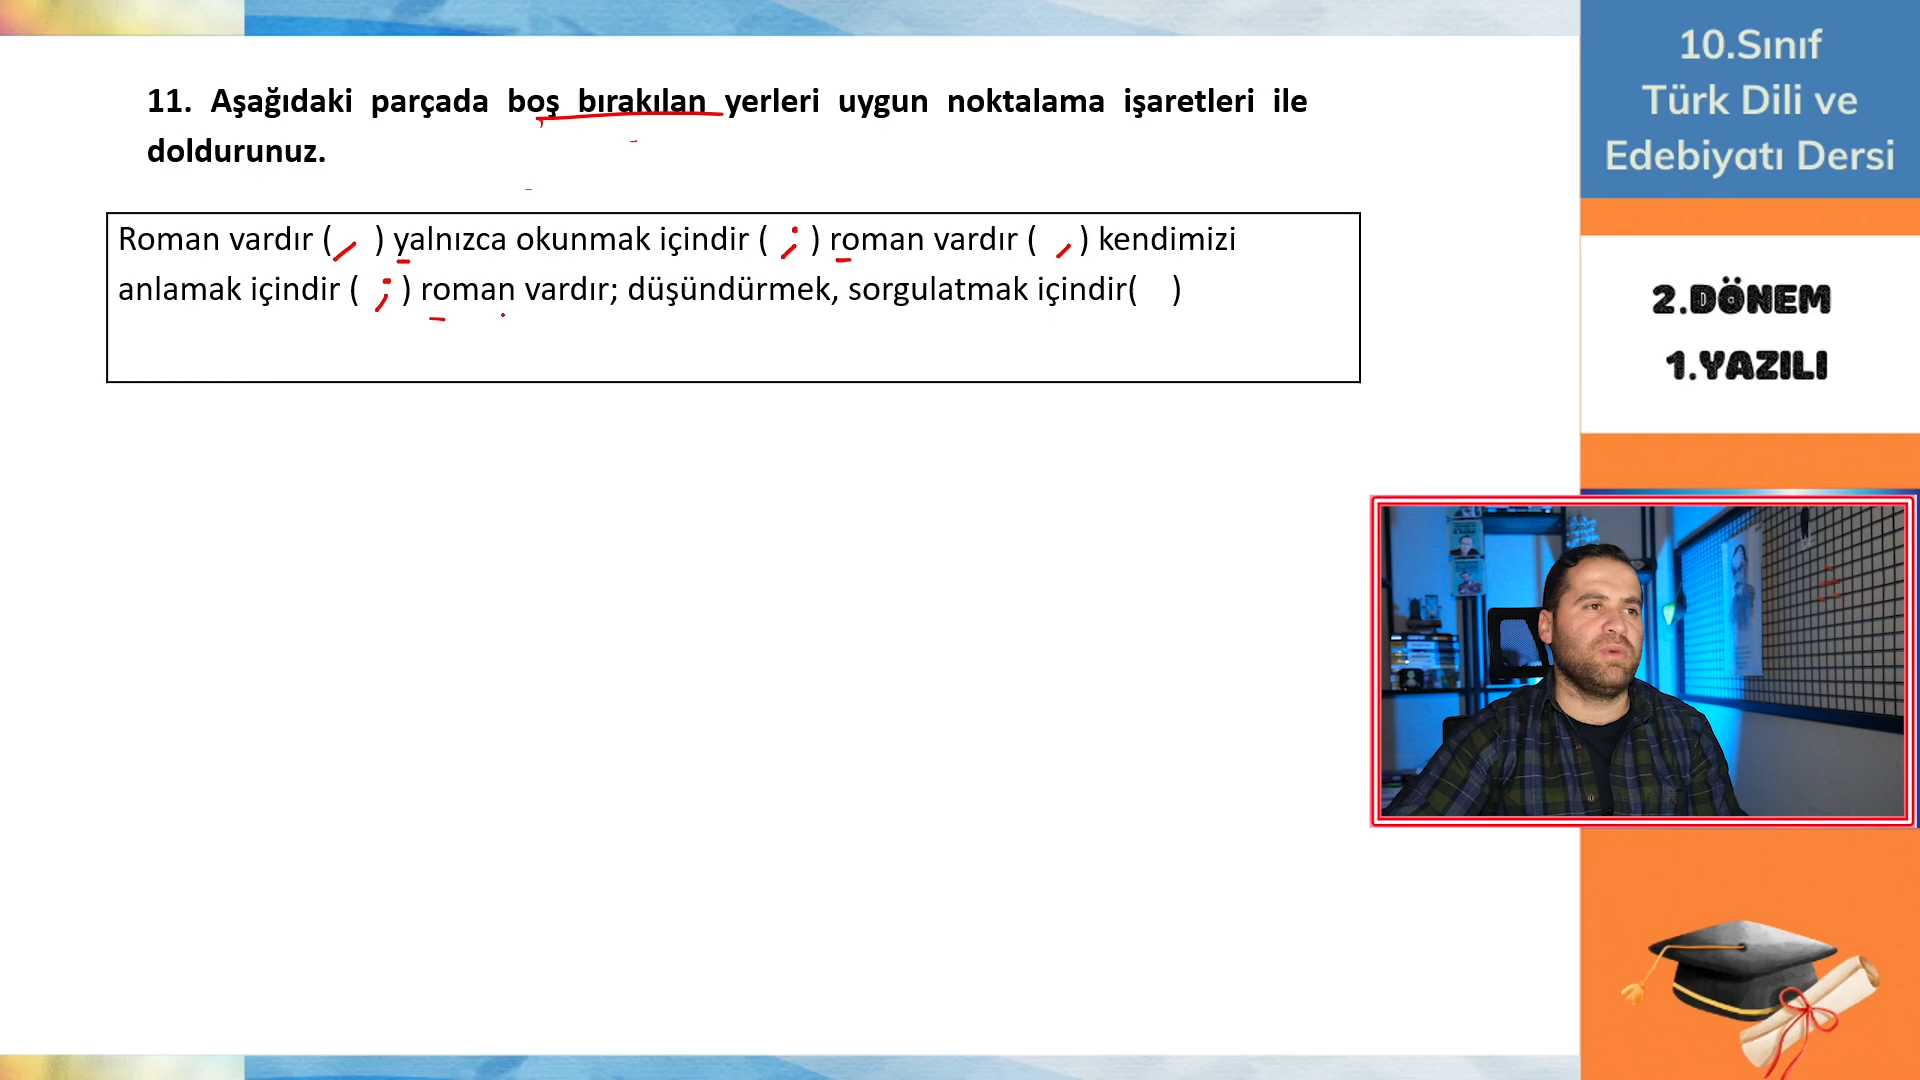 11. Aşağıdaki parçada boş bırakılan yerleri uygun noktalama işaretleri ile
doldurunuz.
Roman vardır (, ) yalnızca okunmak içindir ( ; ) roman vardır ( , ) kendimizi
anlamak içindir ( ; ) roman vardır; düşündürmek, sorgulatmak içindir( )
10.Sınıf
Türk Dili ve
Edebiyatı Dersi
2.DÖNEM
1.YAZILI